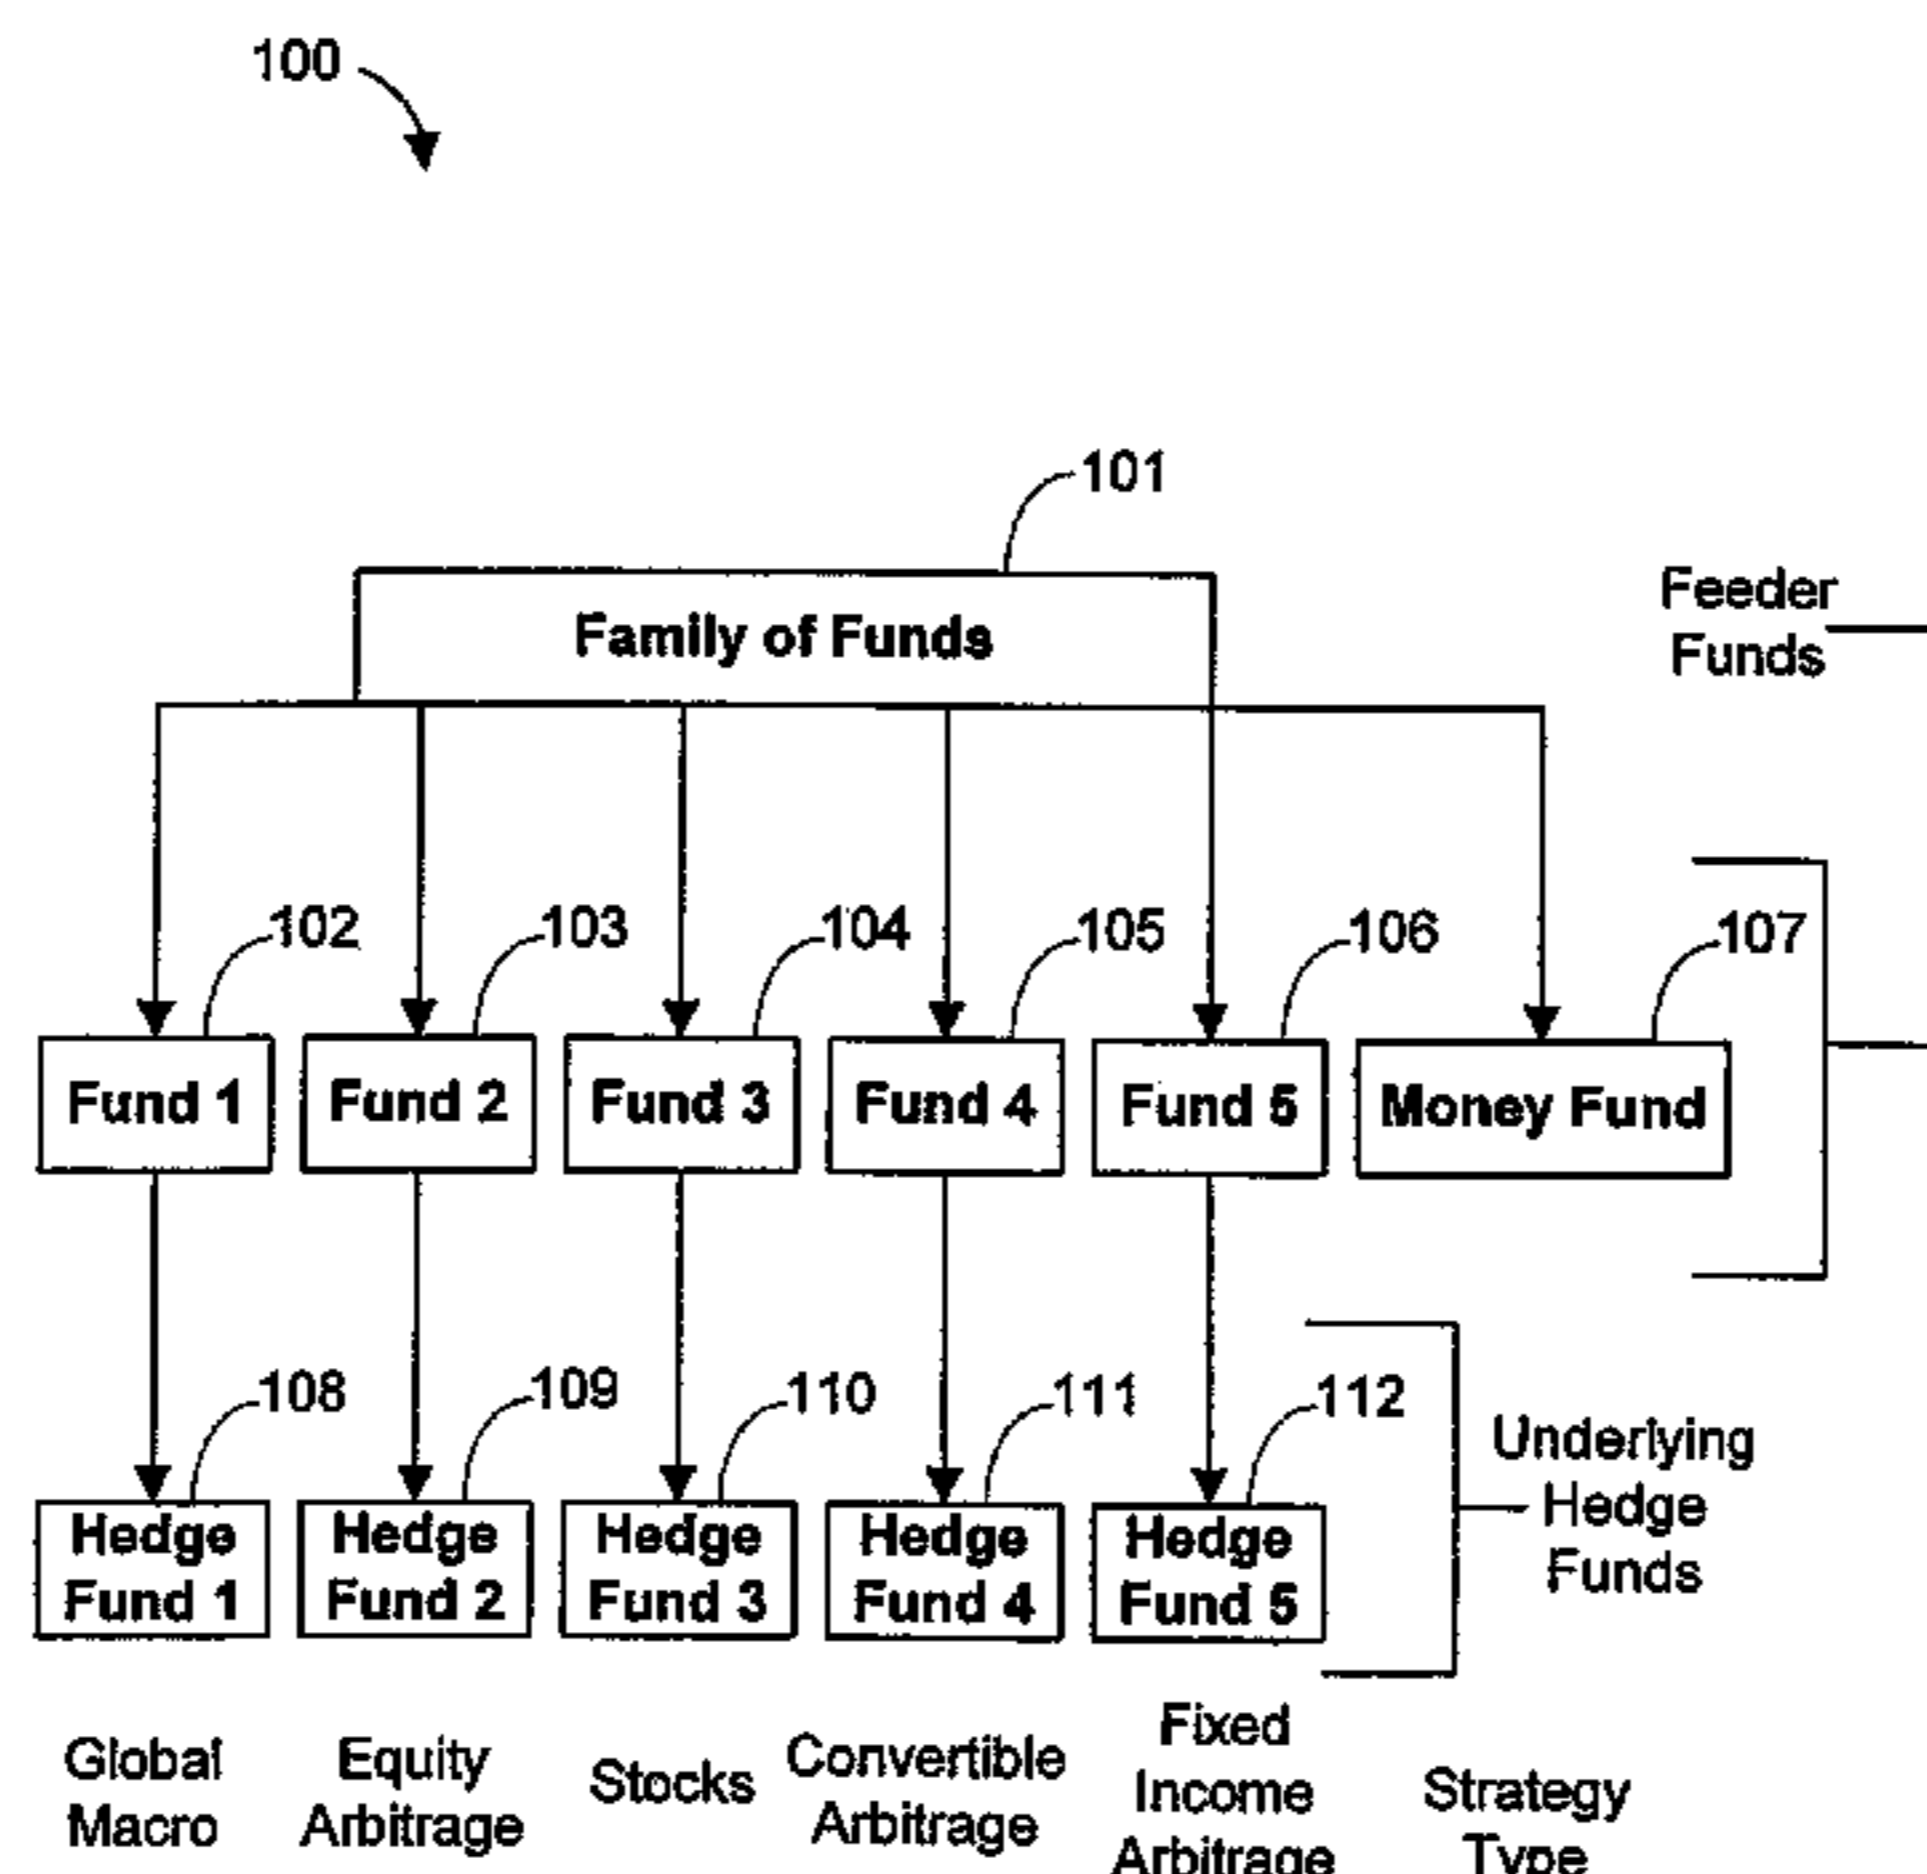 100
101
Family of Funds
Feeder
Funds
102
103
104
105
106
107
Fund 1
Fund 2
Fund 3
Fund 4
Fund 5
Money Fund
108
109
110
111
112
Hedge
Fund 1
Hedge
Fund 2
Hedge
Fund 3
Hedge
Fund 4
Hedge
Fund 5
Underlying
Hedge
Funds
Global
Macro
Equity
Arbitrage
Stocks
Convertible
Arbitrage
Fixed
Income
Arbitrage
Strategy
Type